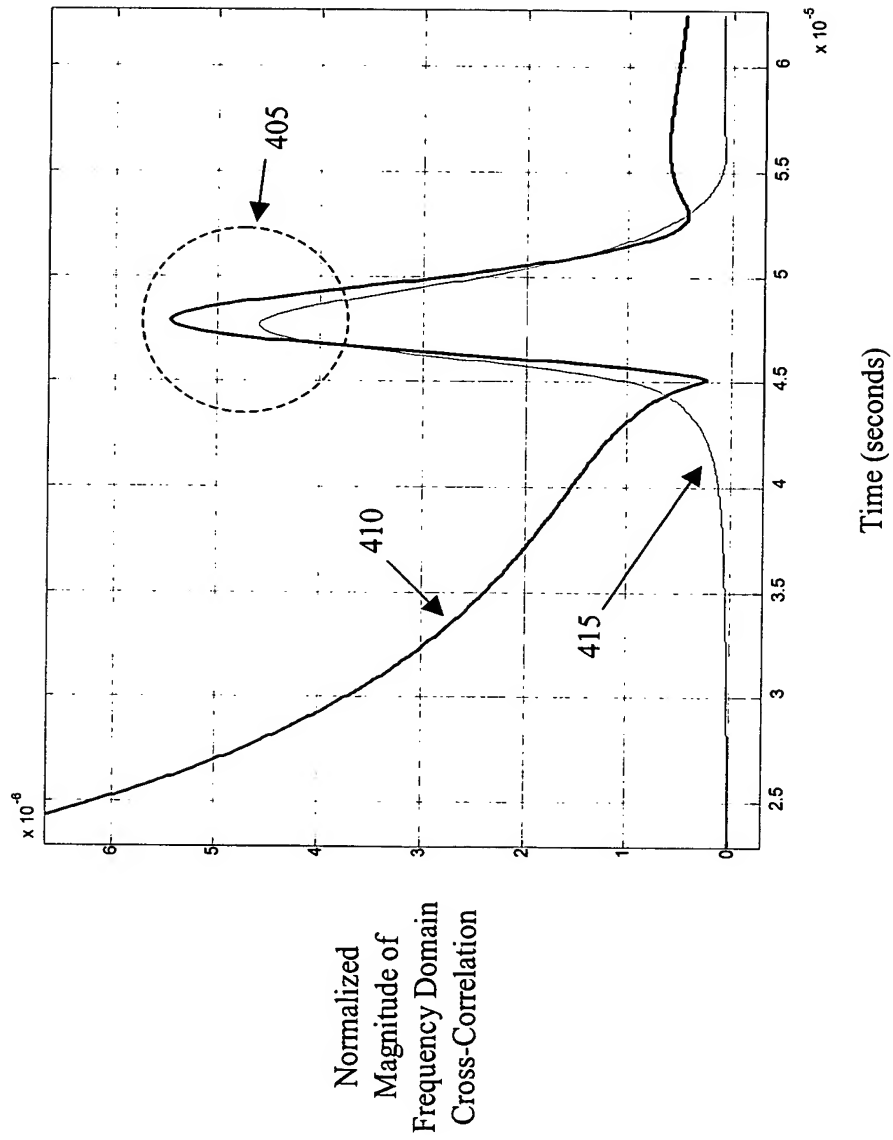 Normalized
Magnitude of
Frequency Domain
Cross-Correlation
x 10⁻⁶
6
5
4
3
2
1
0
405
410
415
2.5
3
3.5
4
4.5
5
5.5
6
x 10⁻⁵
Time (seconds)